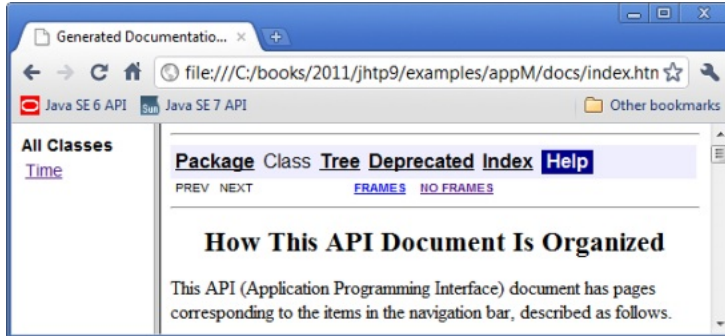 Generated Documentatio...
file:///C:/books/2011/jhtp9/examples/appM/docs/index.htn
Java SE 6 API Sun Java SE 7 API Other bookmarks
All Classes
Time
Package Class Tree Deprecated Index Help
PREV NEXT FRAMES NO FRAMES
How This API Document Is Organized
This API (Application Programming Interface) document has pages
corresponding to the items in the navigation bar, described as follows.